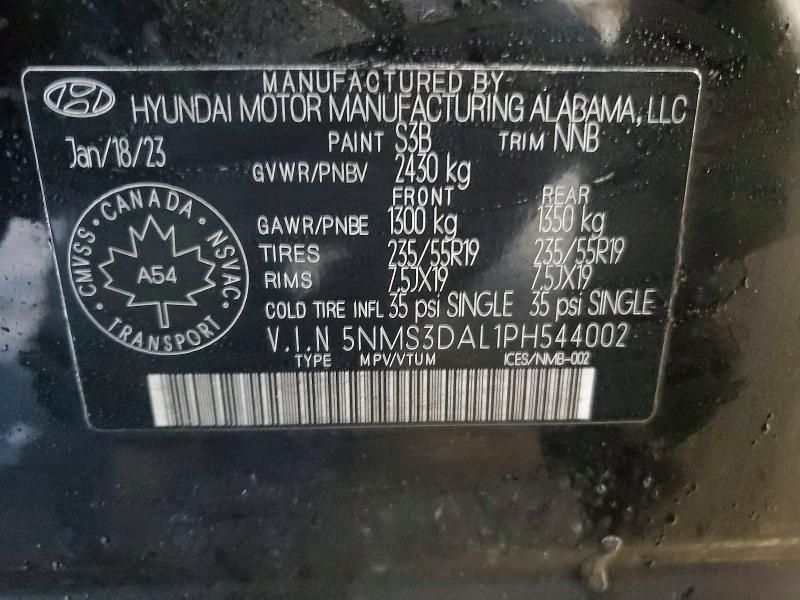 MANUFACTURED BY
HYUNDAI MOTOR MANUFACTURING ALABAMA, LLC
Jan/18/23 PAINT S3B TRIM NNB
GVWR/PNBV 2430 kg
FRONT REAR
GAWR/PNBE 1300 kg 1350 kg
TIRES 235/55R19 235/55R19
RIMS 7.5JX19 7.5JX19
COLD TIRE INFL 35 psi SINGLE 35 psi SINGLE
V.I.N 5NMS3DAL1PH544002
TYPE MPV/VTUM ICES/NMB-002
CMVSS • CANADA • NSVAC • TRANSPORT •
A54